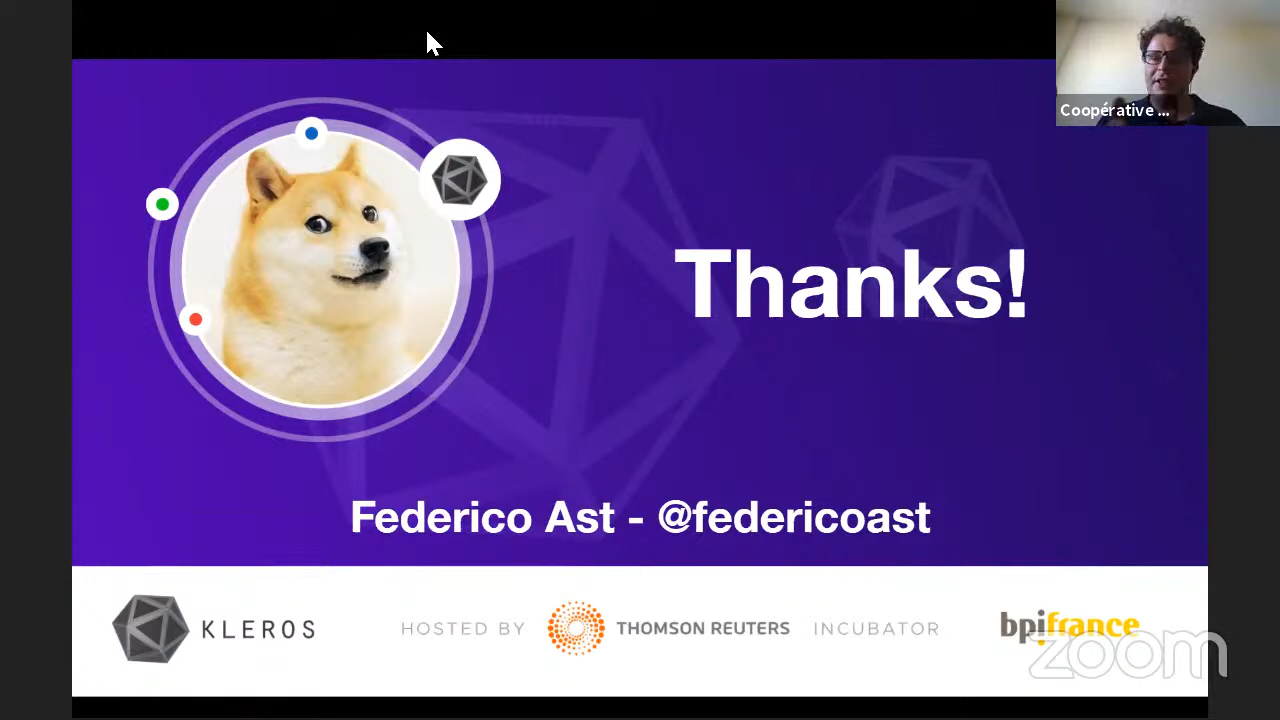 Coopérative ...
Thanks!
Federico Ast - @federicoast
KLEROS
HOSTED BY THOMSON REUTERS INCUBATOR
bpifrance
zoom